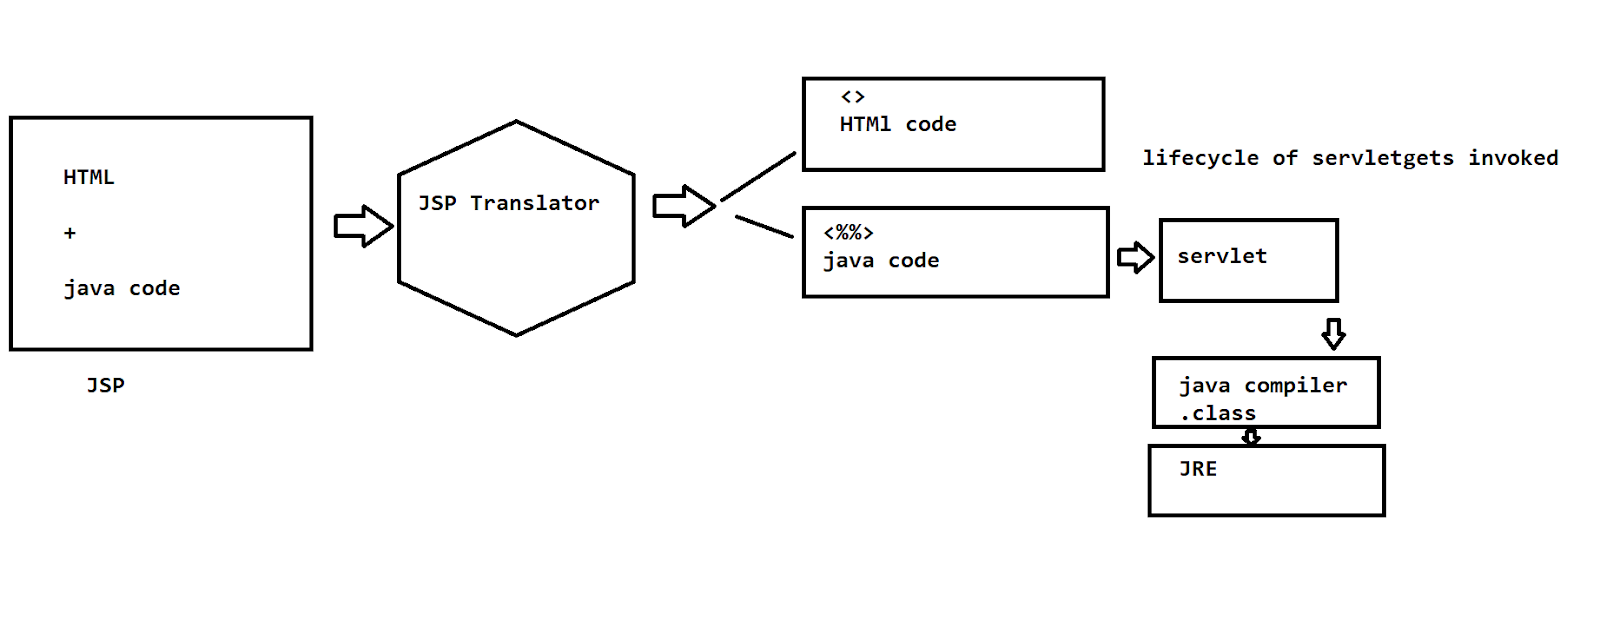 HTML
+
java code
JSP
JSP Translator
<>
HTMl code
<%%>
java code
lifecycle of servletgets invoked
servlet
java compiler
.class
JRE